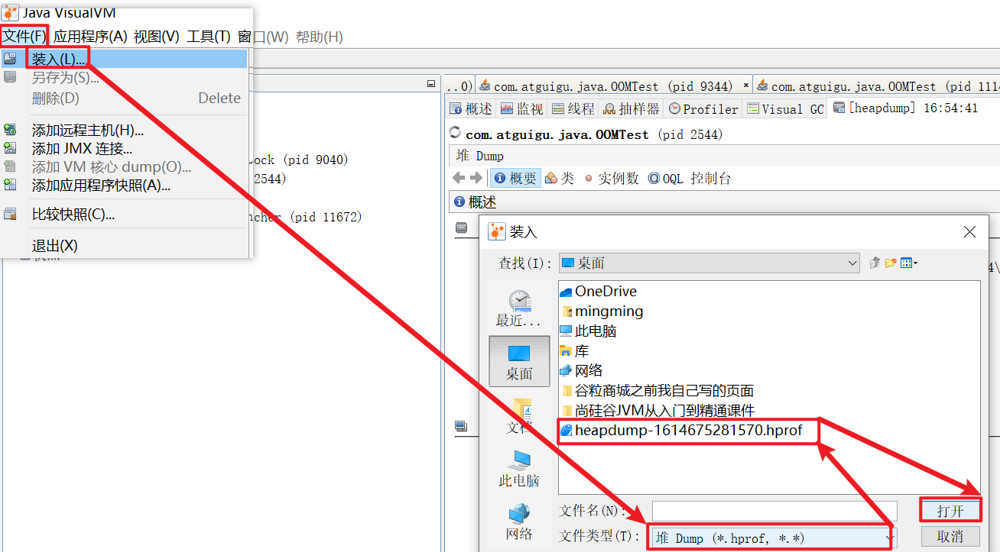 Java VisualVM
文件(F) 应用程序(A) 视图(V) 工具(T) 窗口(W) 帮助(H)
装入(L)...
另存为(S)...
删除(D) Delete
添加远程主机(H)...
添加 JMX 连接...
添加 VM 核心 dump(O)...
添加应用程序快照(A)...
比较快照(C)...
退出(X)
Lock (pid 9040)
2544)
ncher (pid 11672)
..0) com.atguigu.java.OOMTest (pid 9344) × com.atguigu.java.OOMTest (pid 1114
概述 监视 线程 抽样器 Profiler Visual GC [heapdump] 16:54:41
com.atguigu.java.OOMTest (pid 2544)
堆 Dump
概要 类 实例数 OQL 控制台
概述
装入
查找(I): 桌面
最近...
桌面
文档
此电脑
网络
OneDrive
mingming
此电脑
库
网络
谷粒商城之前我自己写的页面
尚硅谷JVM从入门到精通课件
heapdump-1614675281570.hprof
文件名(N): 打开
文件类型(T): 堆 Dump (*.hprof, *.*) 取消